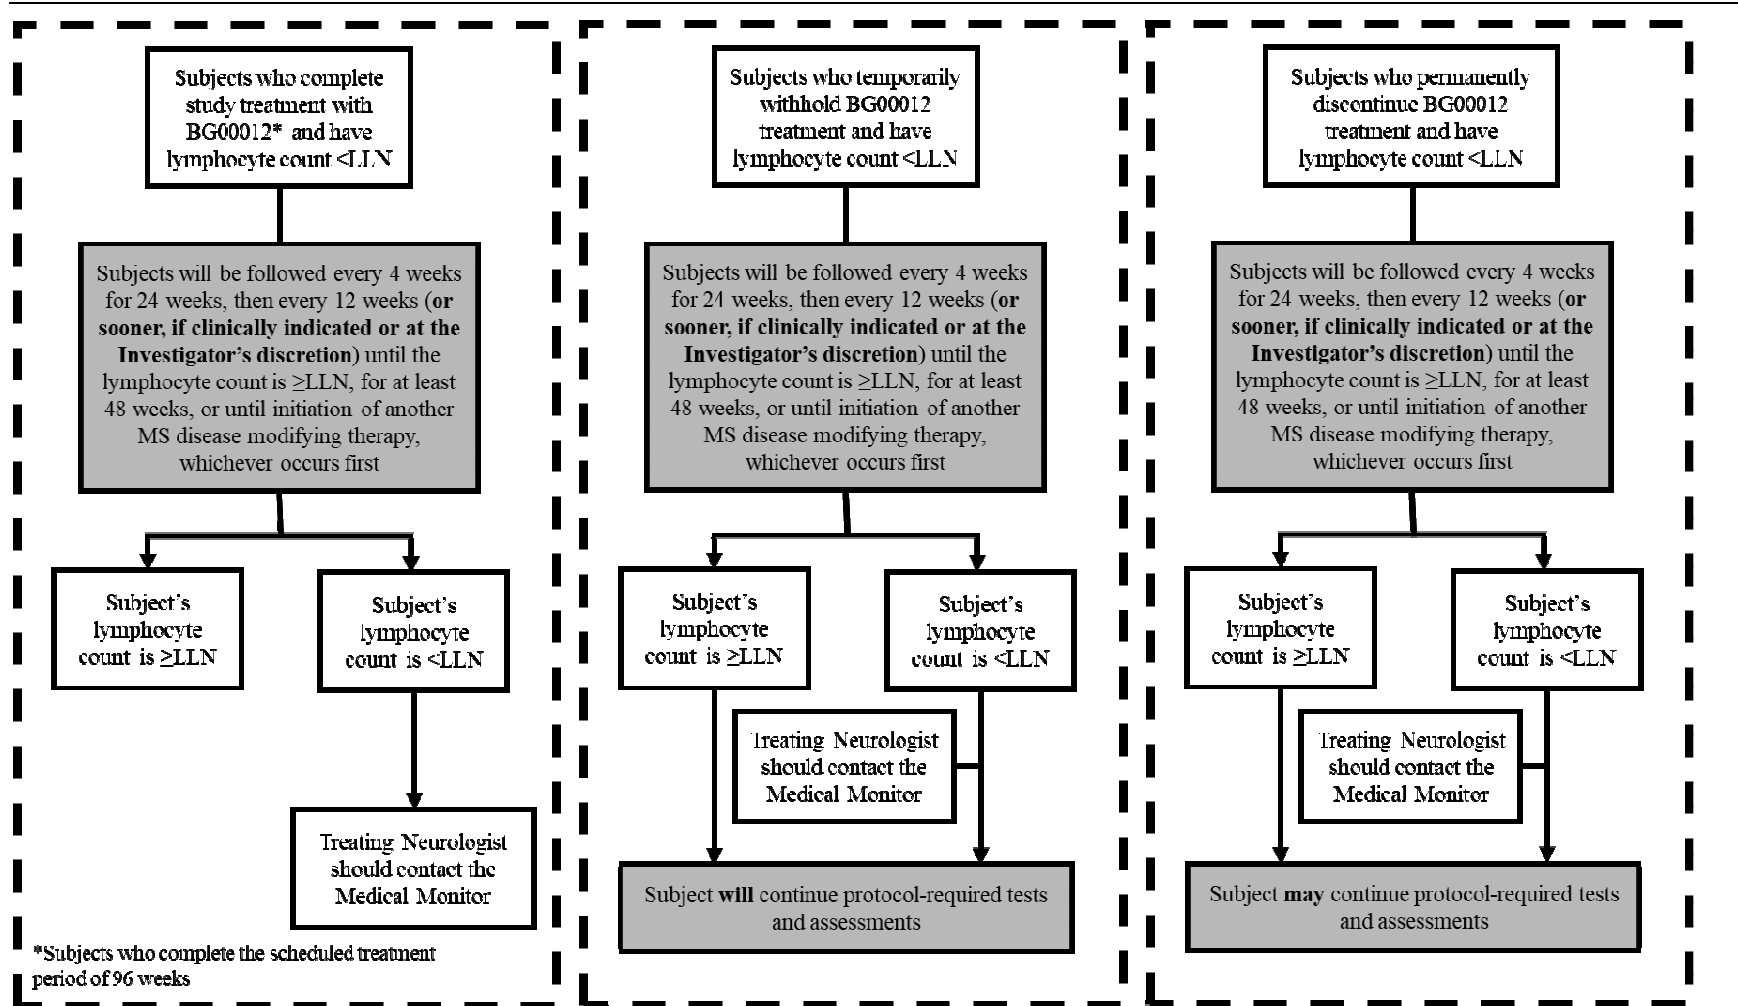 Subjects who complete
study treatment with
BG00012* and have
lymphocyte count <LLN
Subjects will be followed every 4 weeks
for 24 weeks, then every 12 weeks (or
sooner, if clinically indicated or at the
Investigator's discretion) until the
lymphocyte count is ≥LLN, for at least
48 weeks, or until initiation of another
MS disease modifying therapy,
whichever occurs first
Subject's
lymphocyte
count is ≥LLN
Subject's
lymphocyte
count is <LLN
Treating Neurologist
should contact the
Medical Monitor
*Subjects who complete the scheduled treatment
period of 96 weeks
Subjects who temporarily
withhold BG00012
treatment and have
lymphocyte count <LLN
Subjects will be followed every 4 weeks
for 24 weeks, then every 12 weeks (or
sooner, if clinically indicated or at the
Investigator's discretion) until the
lymphocyte count is ≥LLN, for at least
48 weeks, or until initiation of another
MS disease modifying therapy,
whichever occurs first
Subject's
lymphocyte
count is ≥LLN
Subject's
lymphocyte
count is <LLN
Treating Neurologist
should contact the
Medical Monitor
Subject will continue protocol-required tests
and assessments
Subjects who permanently
discontinue BG00012
treatment and have
lymphocyte count <LLN
Subjects will be followed every 4 weeks
for 24 weeks, then every 12 weeks (or
sooner, if clinically indicated or at the
Investigator's discretion) until the
lymphocyte count is ≥LLN, for at least
48 weeks, or until initiation of another
MS disease modifying therapy,
whichever occurs first
Subject's
lymphocyte
count is ≥LLN
Subject's
lymphocyte
count is <LLN
Treating Neurologist
should contact the
Medical Monitor
Subject may continue protocol-required tests
and assessments